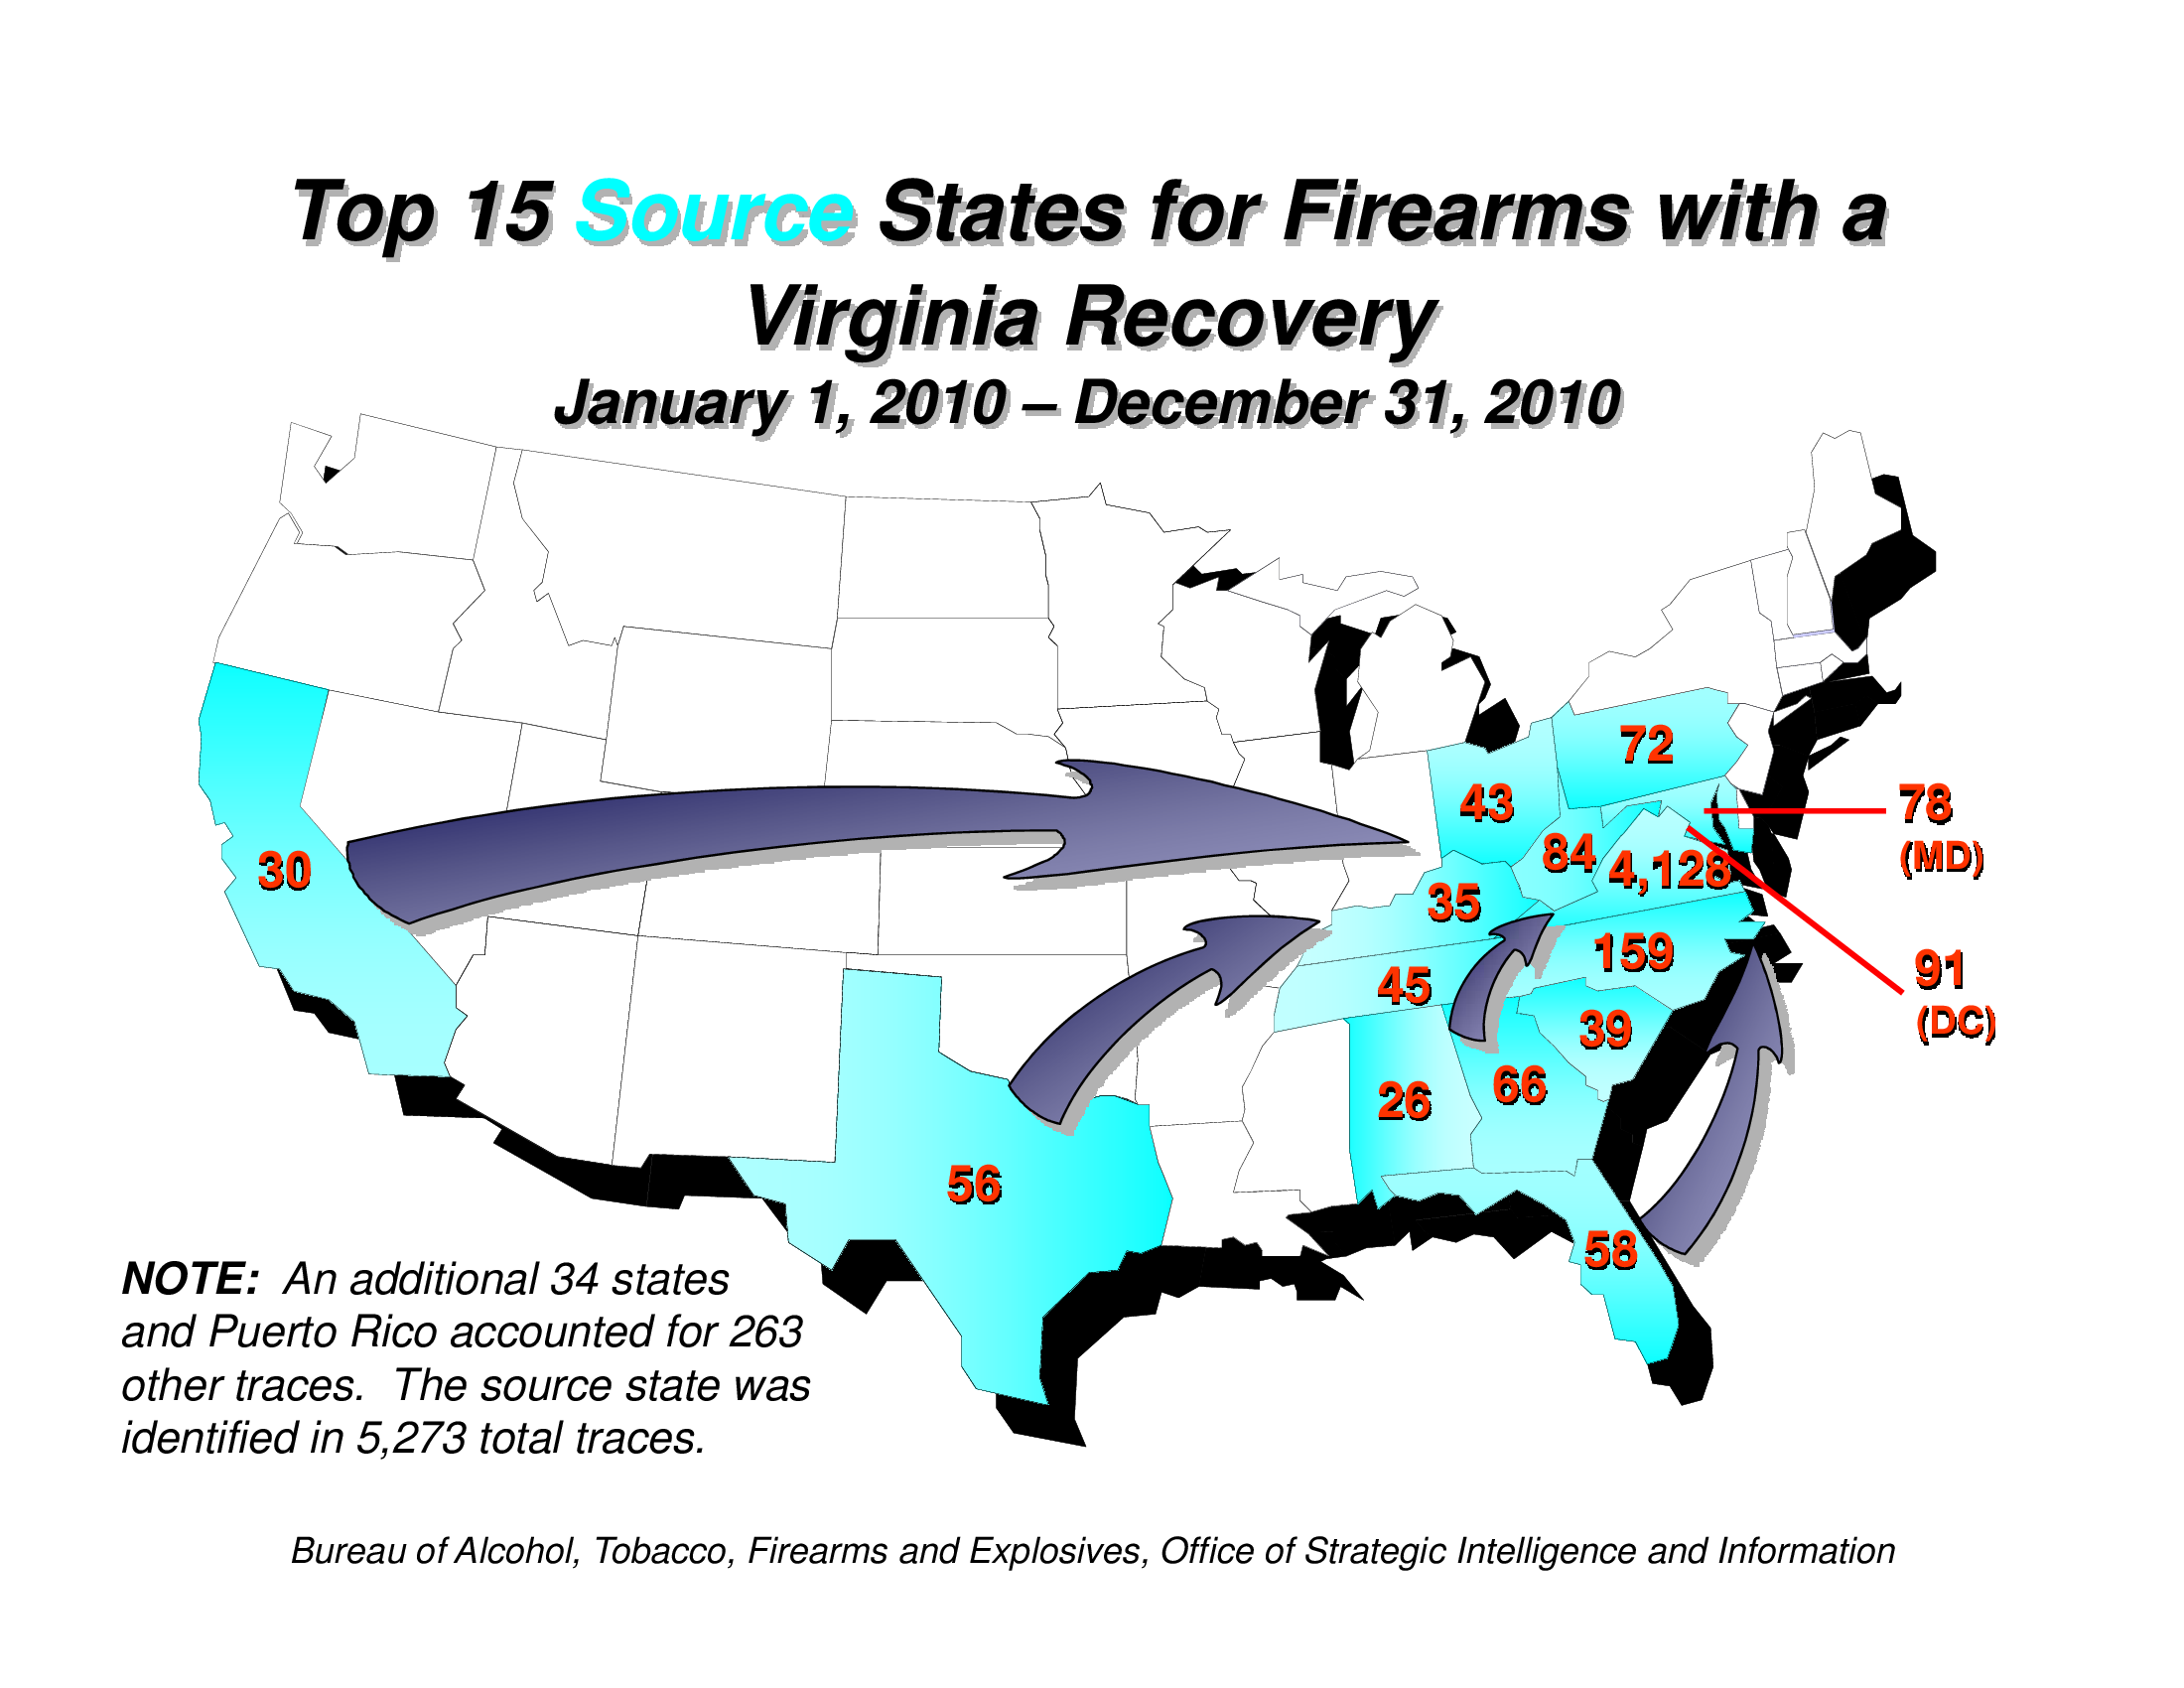 Top 15 Source States for Firearms with a
Virginia Recovery
January 1, 2010 – December 31, 2010
72
43
78
(MD)
84
4,128
30
35
159
91
(DC)
45
39
26
66
56
58
NOTE: An additional 34 states
and Puerto Rico accounted for 263
other traces. The source state was
identified in 5,273 total traces.
Bureau of Alcohol, Tobacco, Firearms and Explosives, Office of Strategic Intelligence and Information